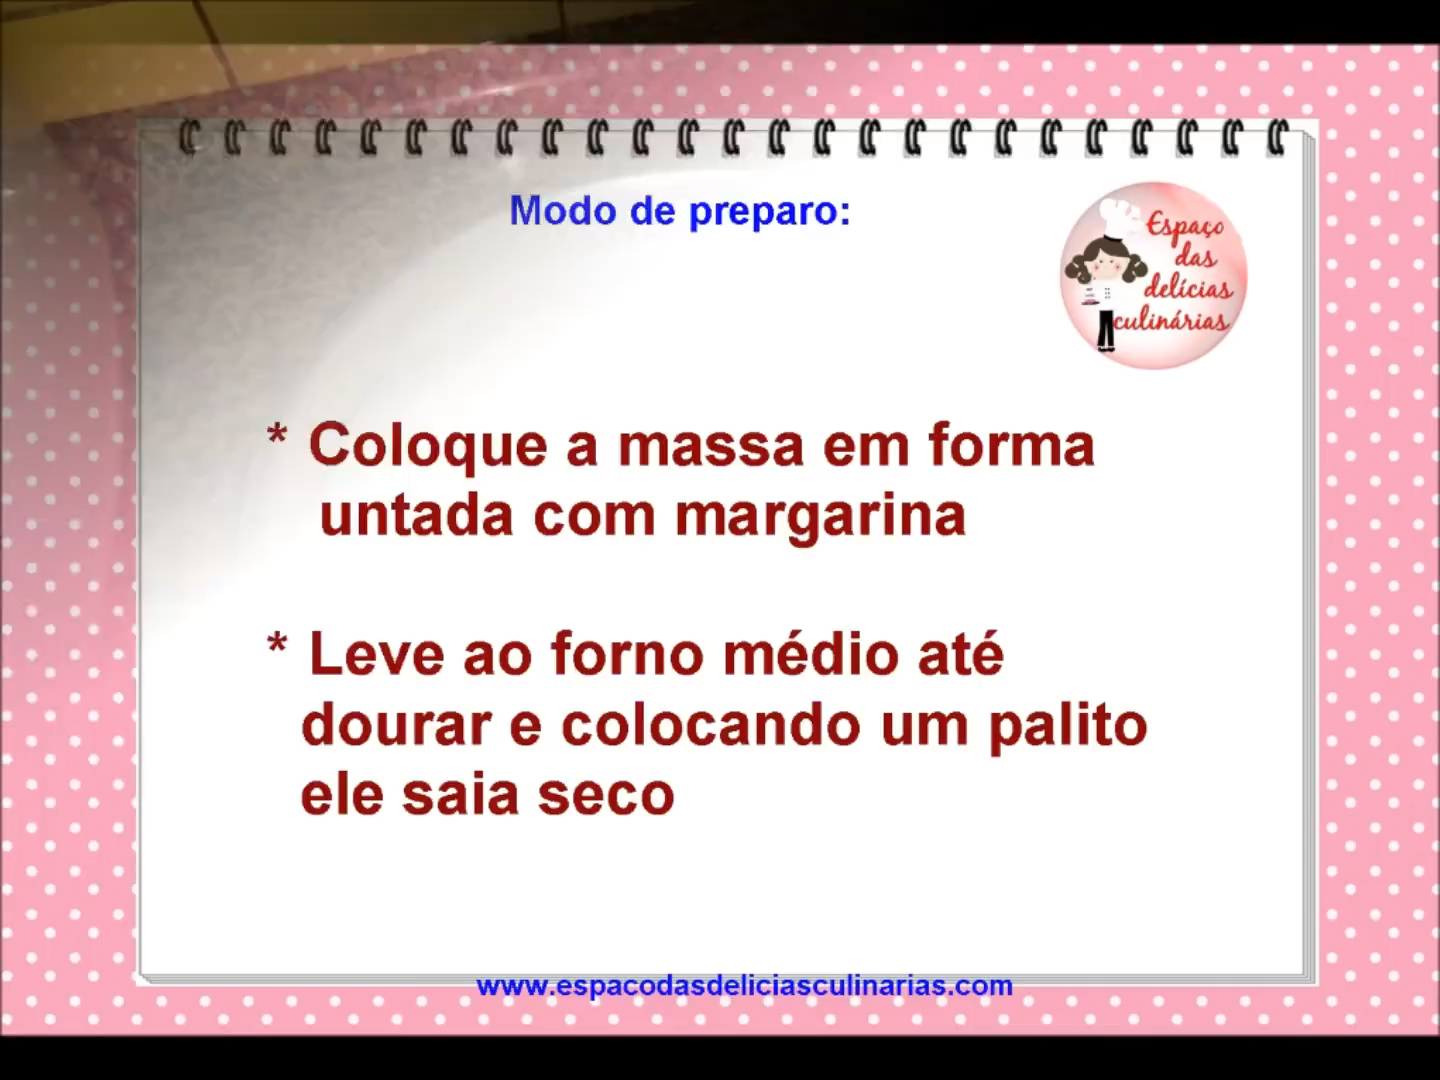 Modo de preparo:
Espaço
das
delícias
culinárias
* Coloque a massa em forma
untada com margarina
* Leve ao forno médio até
dourar e colocando um palito
ele saia seco
www.espacodasdeliciasculinarias.com